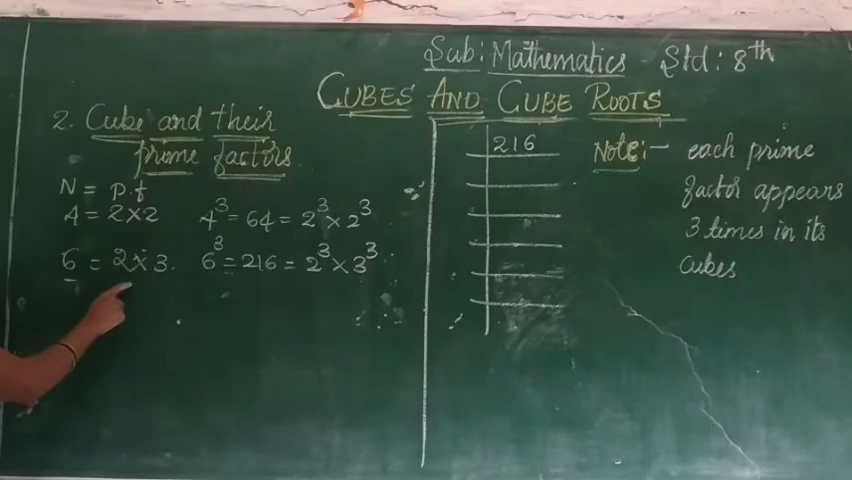 Sub: Mathematics Std: 8th
CUBES AND CUBE ROOTS
2. Cube and their
prime factors
N = p.f
4 = 2×2 4³ = 64 = 2³ × 2³
6 = 2×3. 6³ = 216 = 2³ × 3³
216
Note:- each prime
factor appears
3 times in its
cubes